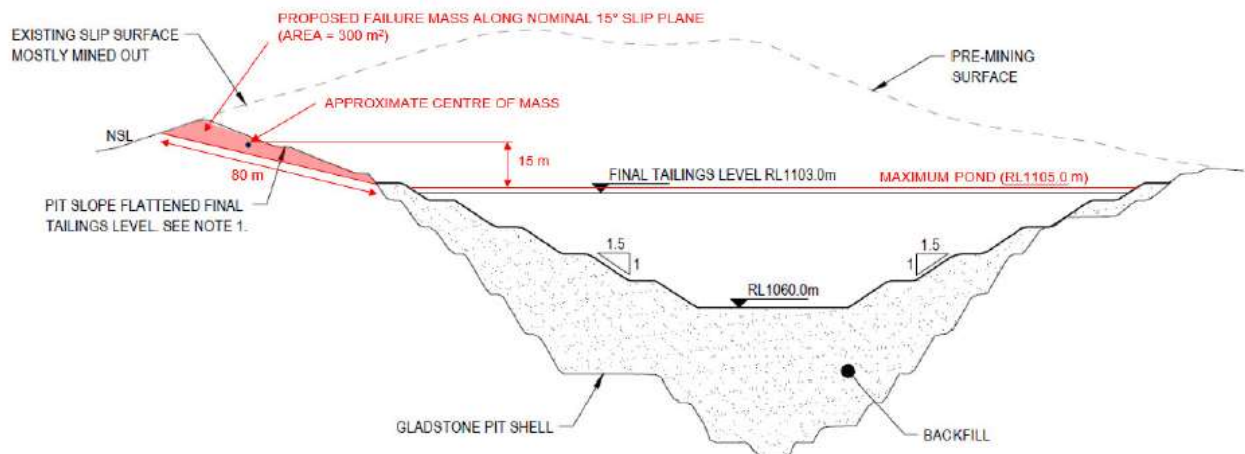 PROPOSED FAILURE MASS ALONG NOMINAL 15° SLIP PLANE
(AREA = 300 m²)
EXISTING SLIP SURFACE
MOSTLY MINED OUT
PRE-MINING
SURFACE
APPROXIMATE CENTRE OF MASS
NSL
15 m
80 m
FINAL TAILINGS LEVEL RL1103.0m
MAXIMUM POND (RL1105.0 m)
PIT SLOPE FLATTENED FINAL
TAILINGS LEVEL. SEE NOTE 1.
1.5
1
1.5
1
RL1060.0m
GLADSTONE PIT SHELL
BACKFILL